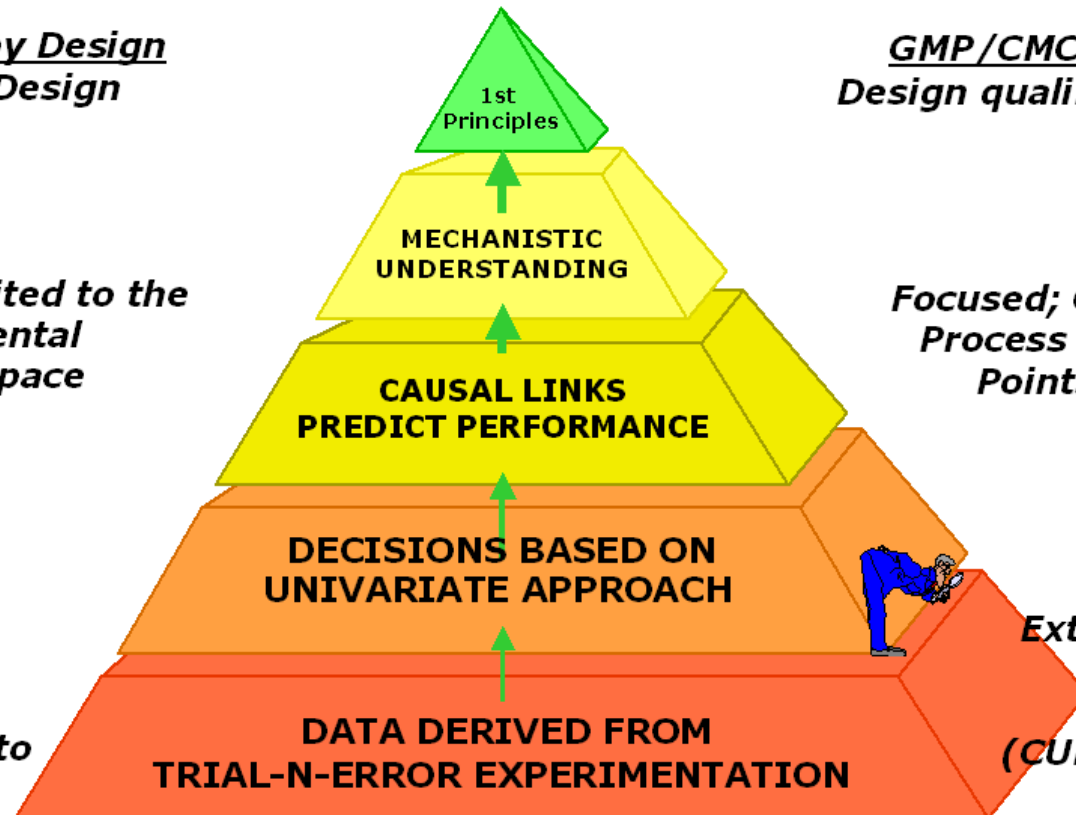 by Design
Design
GMP/CMC
Design quali
1st
Principles
MECHANISTIC
UNDERSTANDING
ited to the
ental
pace
Focused;
Process
Point
CAUSAL LINKS
PREDICT PERFORMANCE
DECISIONS BASED ON
UNIVARIATE APPROACH
Ext
to
DATA DERIVED FROM
TRIAL-N-ERROR EXPERIMENTATION
(CU